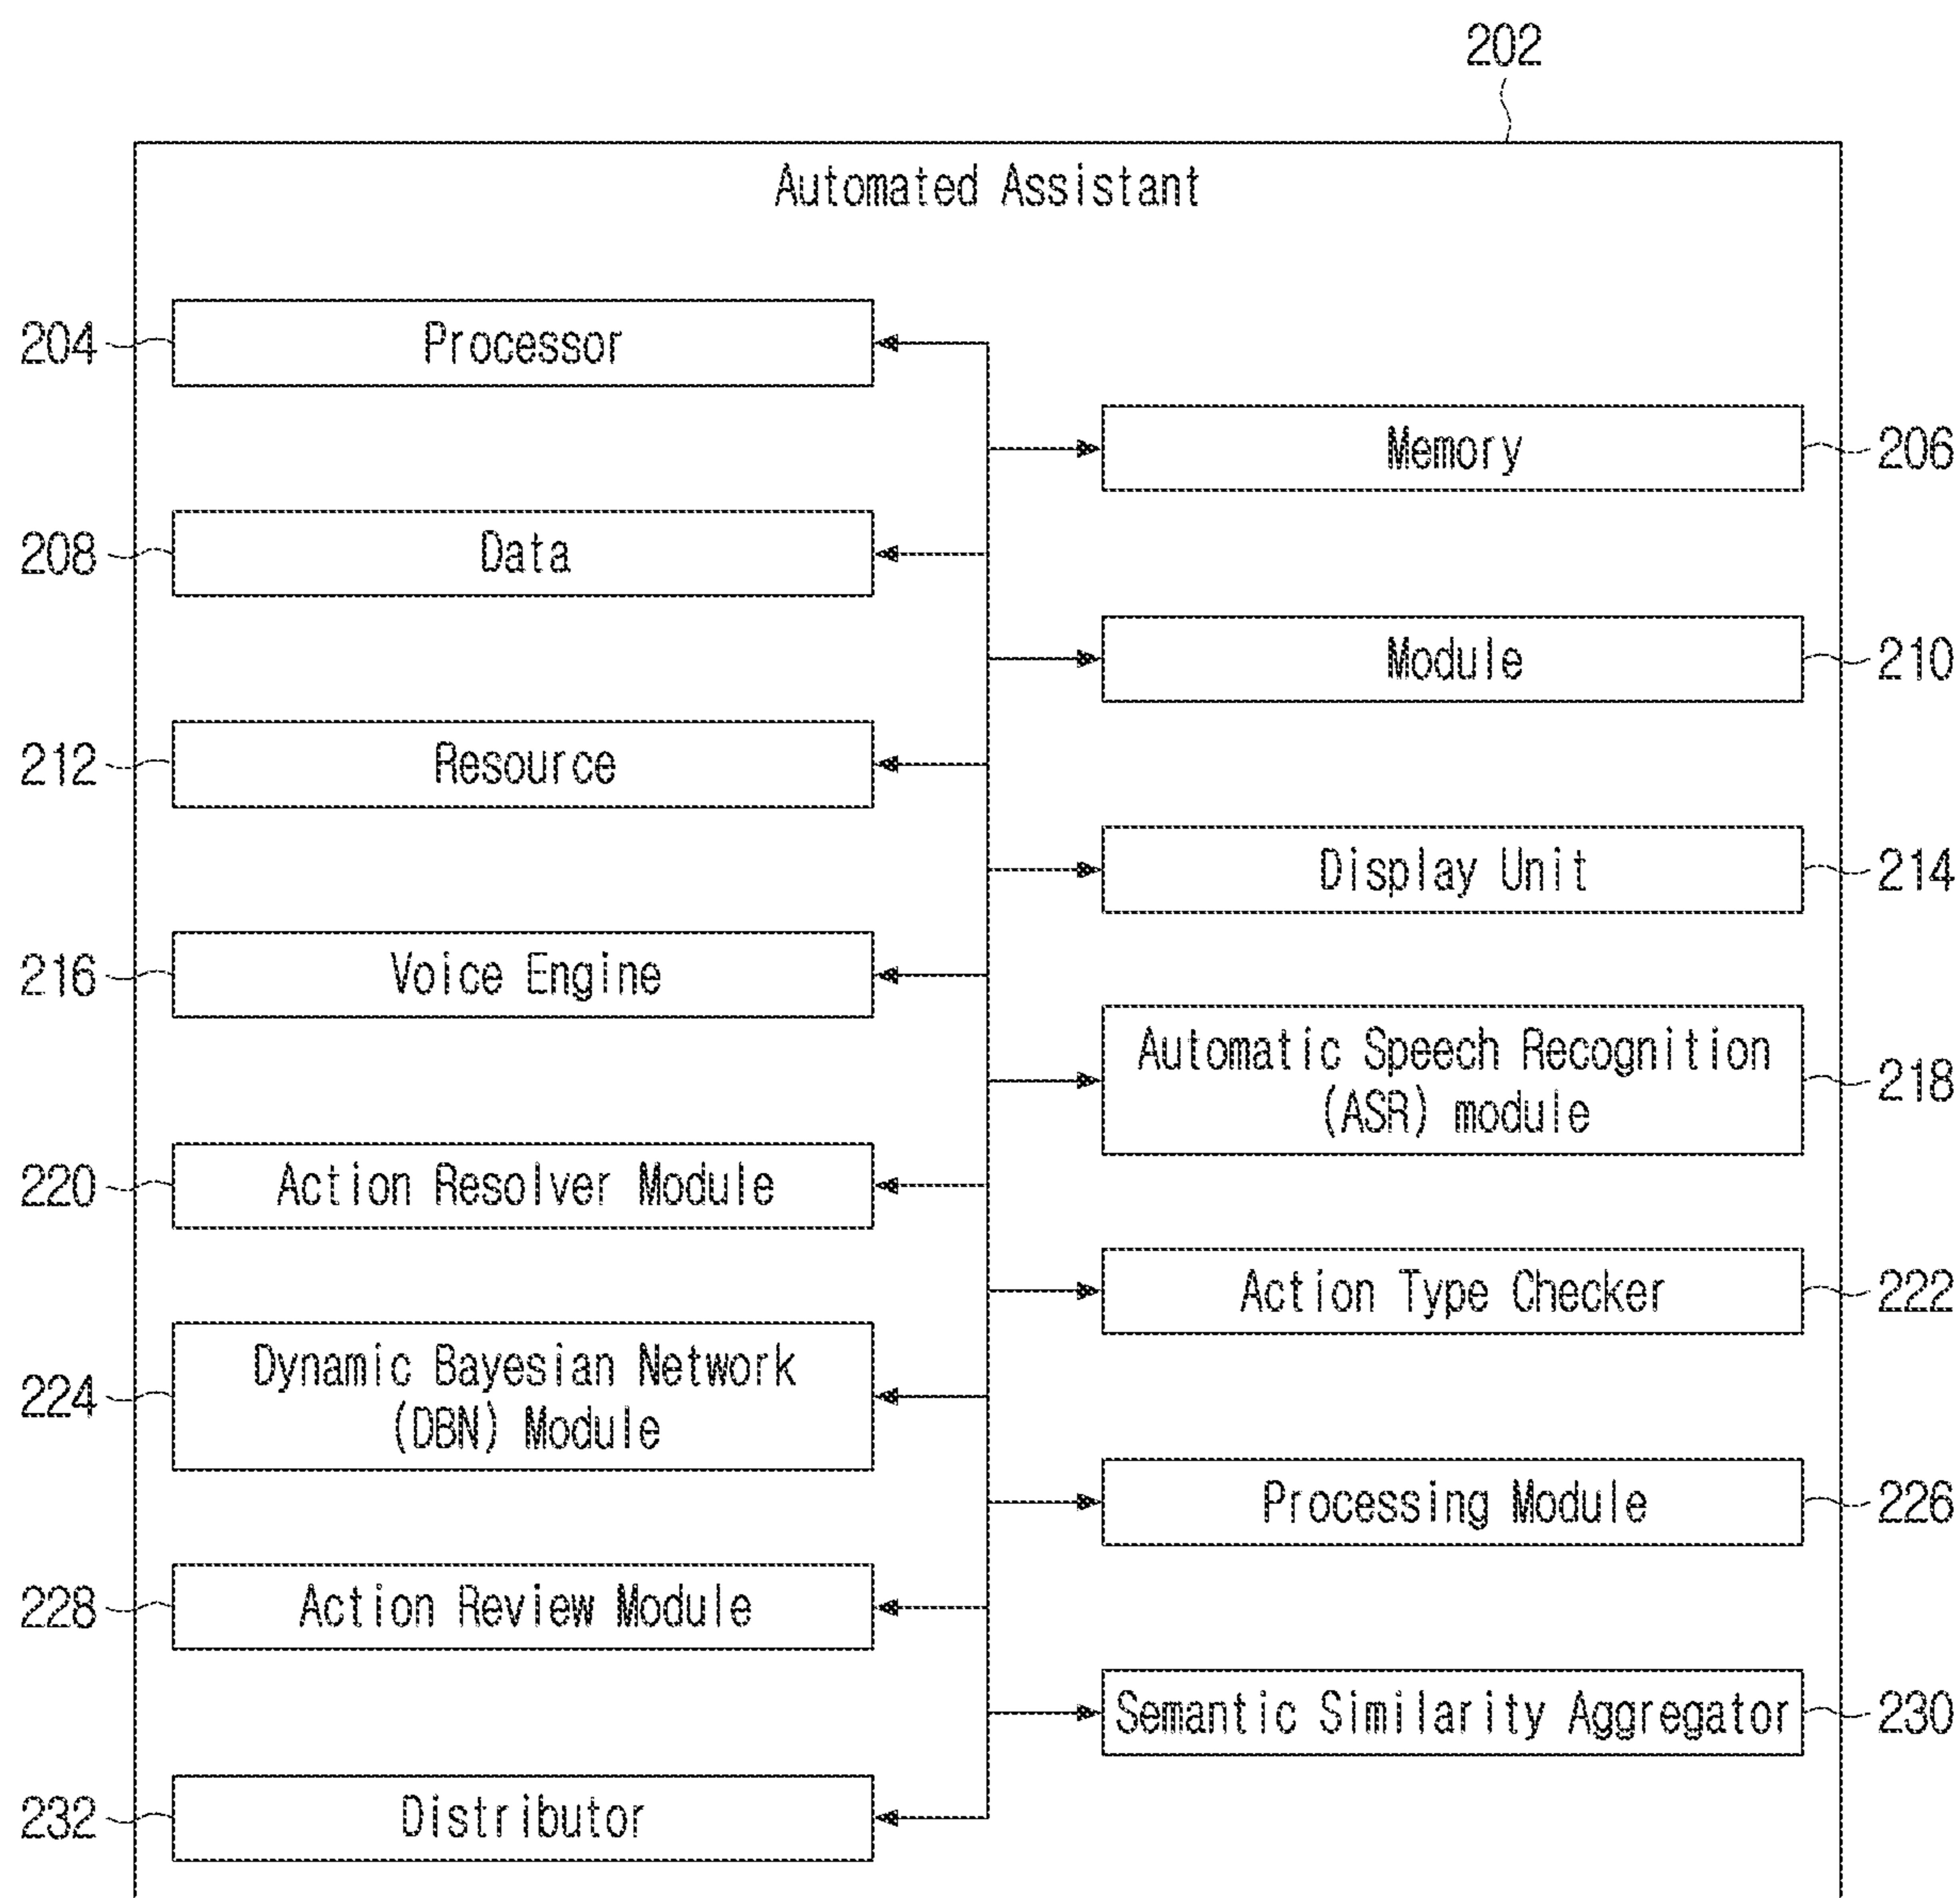 202
Automated Assistant
204
Processor
Memory
206
208
Data
Module
210
212
Resource
Display Unit
214
216
Voice Engine
Automatic Speech Recognition
(ASR) module
218
220
Action Resolver Module
Action Type Checker
222
224
Dynamic Bayesian Network
(DBN) Module
Processing Module
226
228
Action Review Module
Semantic Similarity Aggregator
230
232
Distributor